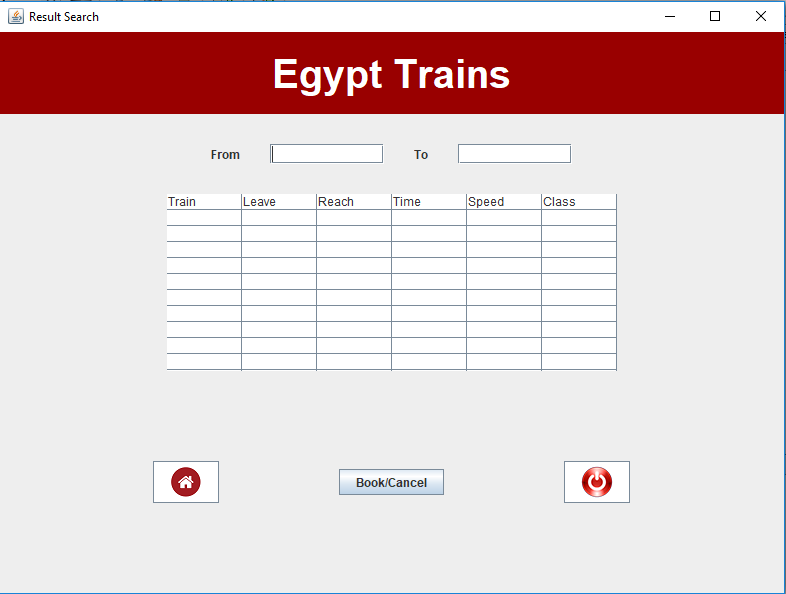 Result Search
Egypt Trains
From To
Train Leave Reach Time Speed Class
Book/Cancel